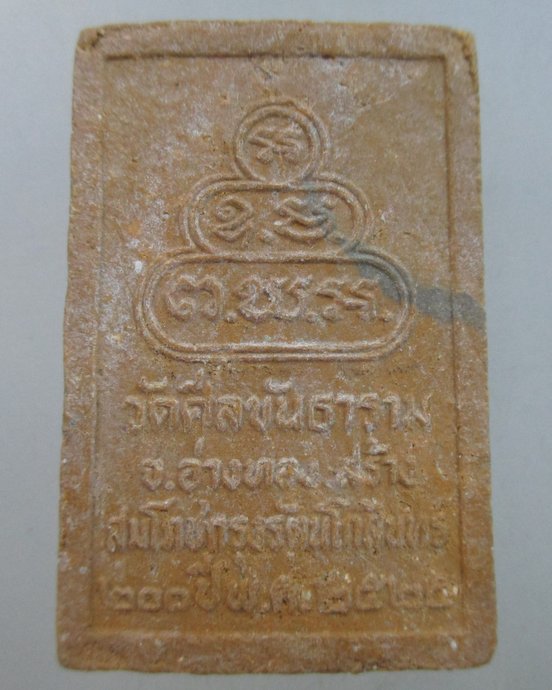 วัดศีลขันธาราม
จ.อ่างทอง.สร้าง
สมโภชกรุงรัตนโกสินทร์
๒๐๐ ปี พ.ศ.๒๕๒๕